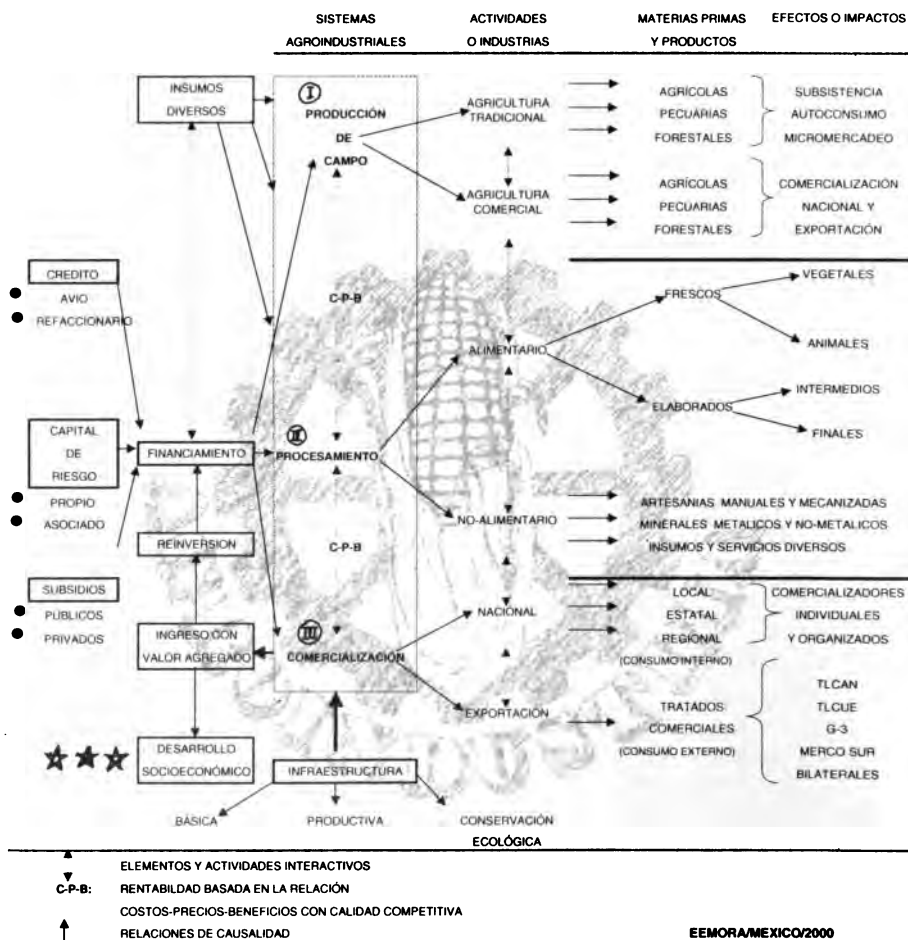 SISTEMAS
AGROINDUSTRIALES
ACTIVIDADES
O INDUSTRIAS
MATERIAS PRIMAS
Y PRODUCTOS
EFECTOS O IMPACTOS
INSUMOS
DIVERSOS
I
PRODUCCIÓN
DE
CAMPO
AGRICULTURA
TRADICIONAL
AGRÍCOLAS
PECUARIAS
FORESTALES
SUBSISTENCIA
AUTOCONSUMO
MICROMERCADEO
AGRICULTURA
COMERCIAL
AGRÍCOLAS
PECUARIAS
FORESTALES
COMERCIALIZACIÓN
NACIONAL Y
EXPORTACIÓN
CREDITO
AVIO
REFACCIONARIO
C-P-B
ALIMENTARIO
FRESCOS
VEGETALES
ANIMALES
ELABORADOS
INTERMEDIOS
FINALES
CAPITAL
DE
RIESGO
PROPIO
ASOCIADO
FINANCIAMIENTO
II
PROCESAMIENTO
NO-ALIMENTARIO
ARTESANIAS MANUALES Y MECANIZADAS
MINERALES METALICOS Y NO-METALICOS
INSUMOS Y SERVICIOS DIVERSOS
REINVERSION
C-P-B
SUBSIDIOS
PÚBLICOS
PRIVADOS
INGRESO CON
VALOR AGREGADO
III
COMERCIALIZACIÓN
NACIONAL
LOCAL
ESTATAL
REGIONAL
(CONSUMO INTERNO)
COMERCIALIZADORES
INDIVIDUALES
Y ORGANIZADOS
EXPORTACIÓN
TRATADOS
COMERCIALES
(CONSUMO EXTERNO)
TLCAN
TLCUE
G-3
MERCO SUR
BILATERALES
DESARROLLO
SOCIOECONÓMICO
INFRAESTRUCTURA
BÁSICA
PRODUCTIVA
CONSERVACIÓN
ECOLÓGICA
ELEMENTOS Y ACTIVIDADES INTERACTIVOS
C-P-B: RENTABILDAD BASADA EN LA RELACIÓN
COSTOS-PRECIOS-BENEFICIOS CON CALIDAD COMPETITIVA
RELACIONES DE CAUSALIDAD
EEMORA/MEXICO/2000